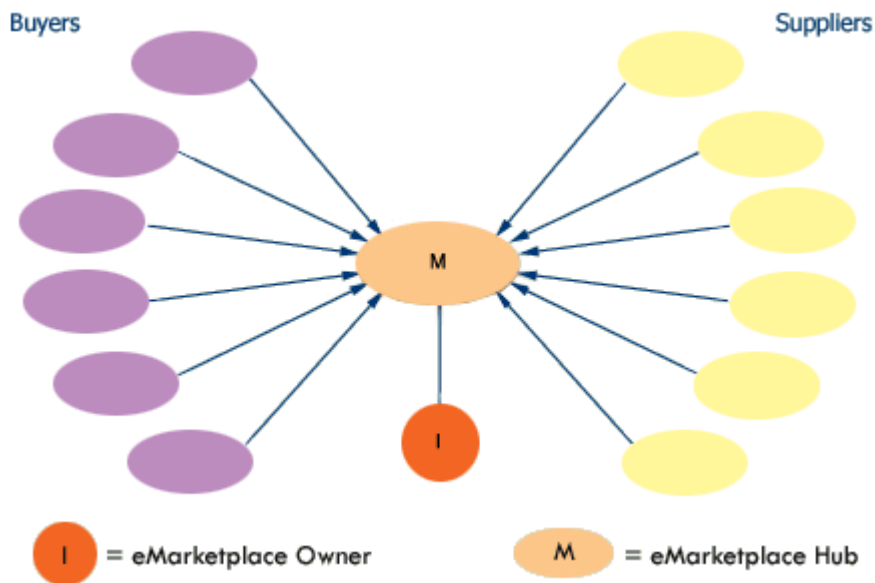 Buyers
Suppliers
M
I
I = eMarketplace Owner
M = eMarketplace Hub